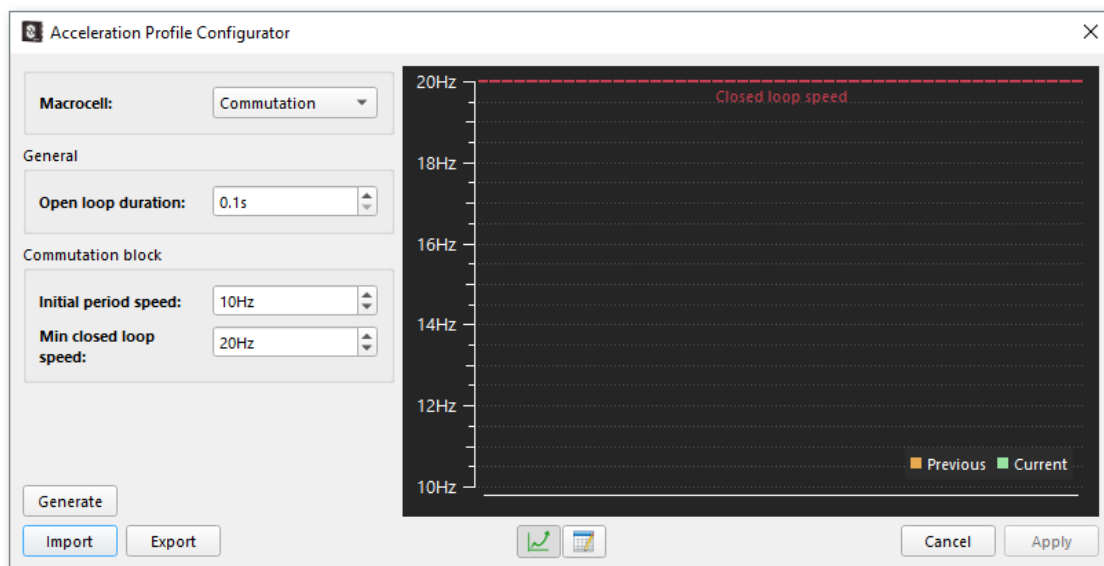 Acceleration Profile Configurator
Macrocell:
Commutation
General
Open loop duration:
0.1s
Commutation block
Initial period speed:
10Hz
Min closed loop
speed:
20Hz
Generate
Import
Export
20Hz
Closed loop speed
18Hz
16Hz
14Hz
12Hz
10Hz
Previous
Current
Cancel
Apply